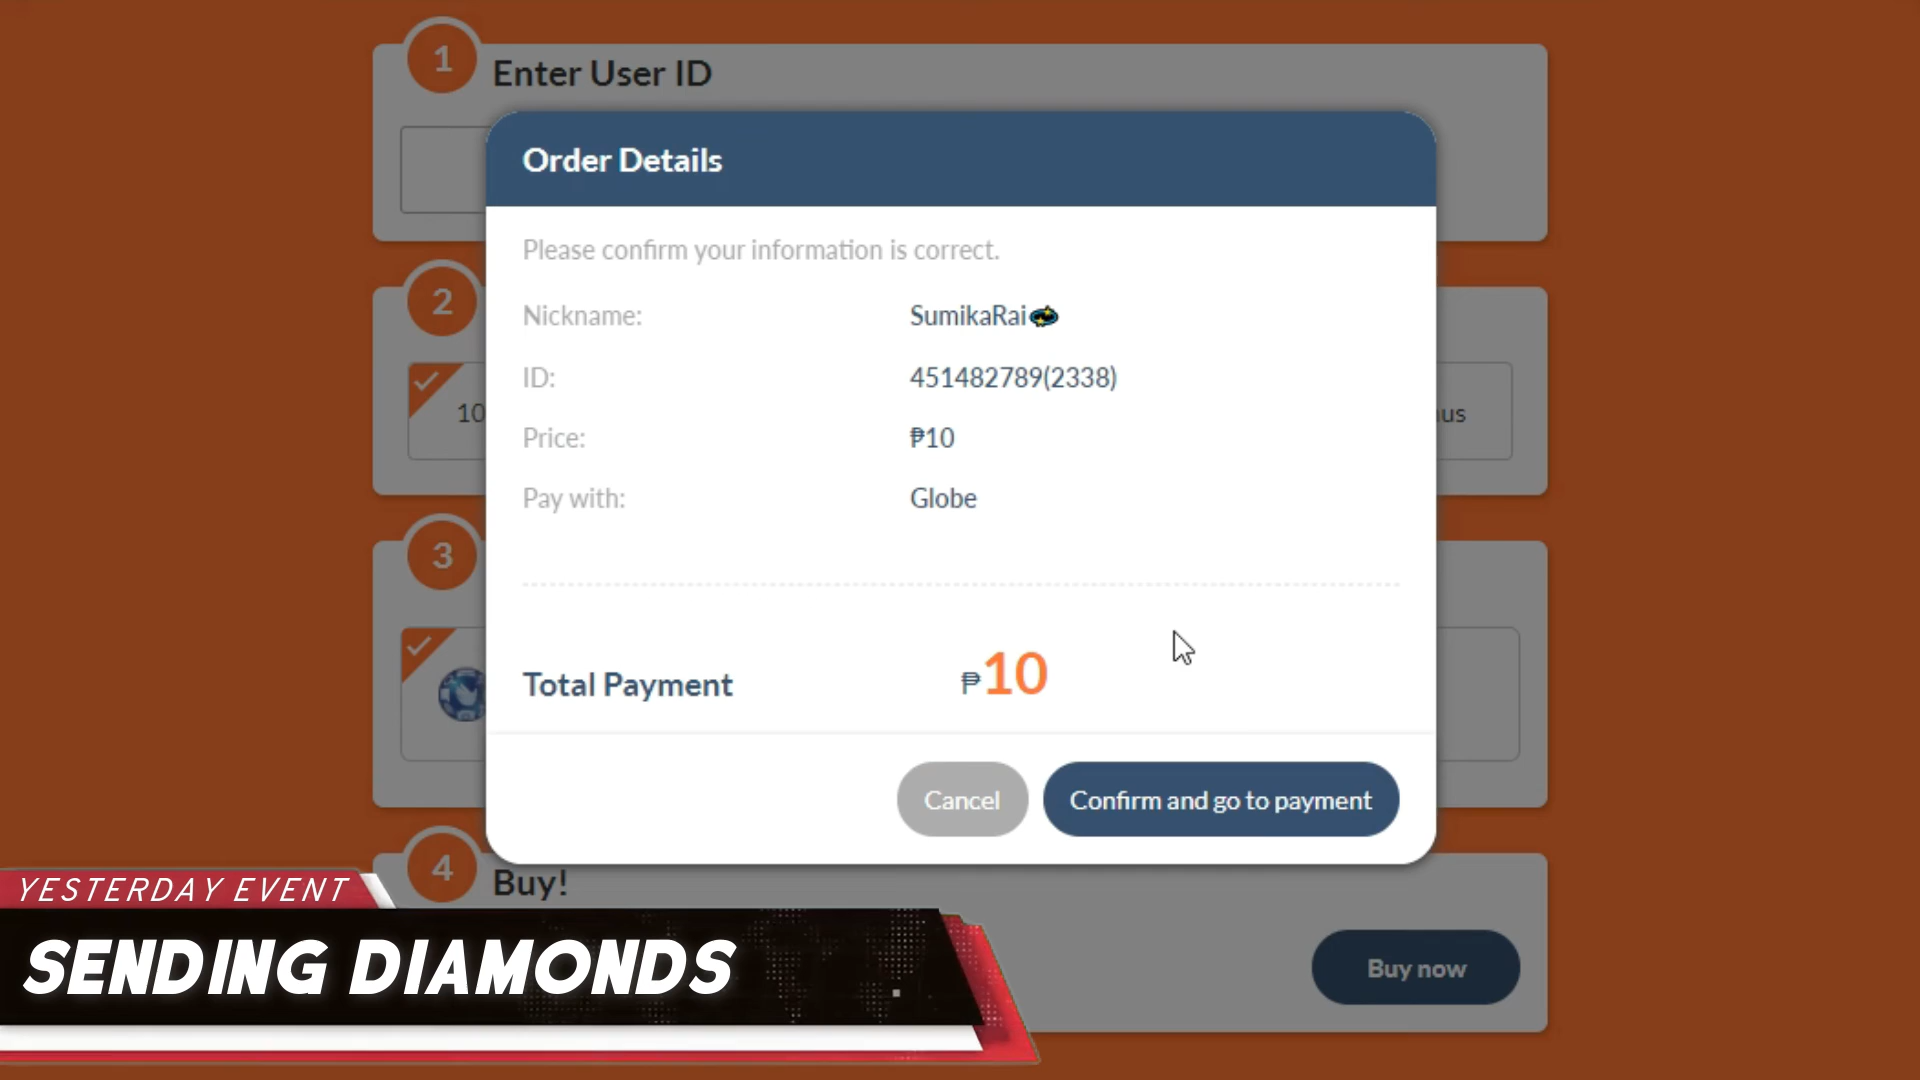 1 Enter User ID
Order Details
Please confirm your information is correct.
Nickname: SumikaRai
2
ID: 451482789(2338)
10
Price: ₱10
Pay with: Globe
3
Total Payment ₱10
Cancel Confirm and go to payment
4 Buy!
YESTERDAY EVENT
SENDING DIAMONDS
Buy now